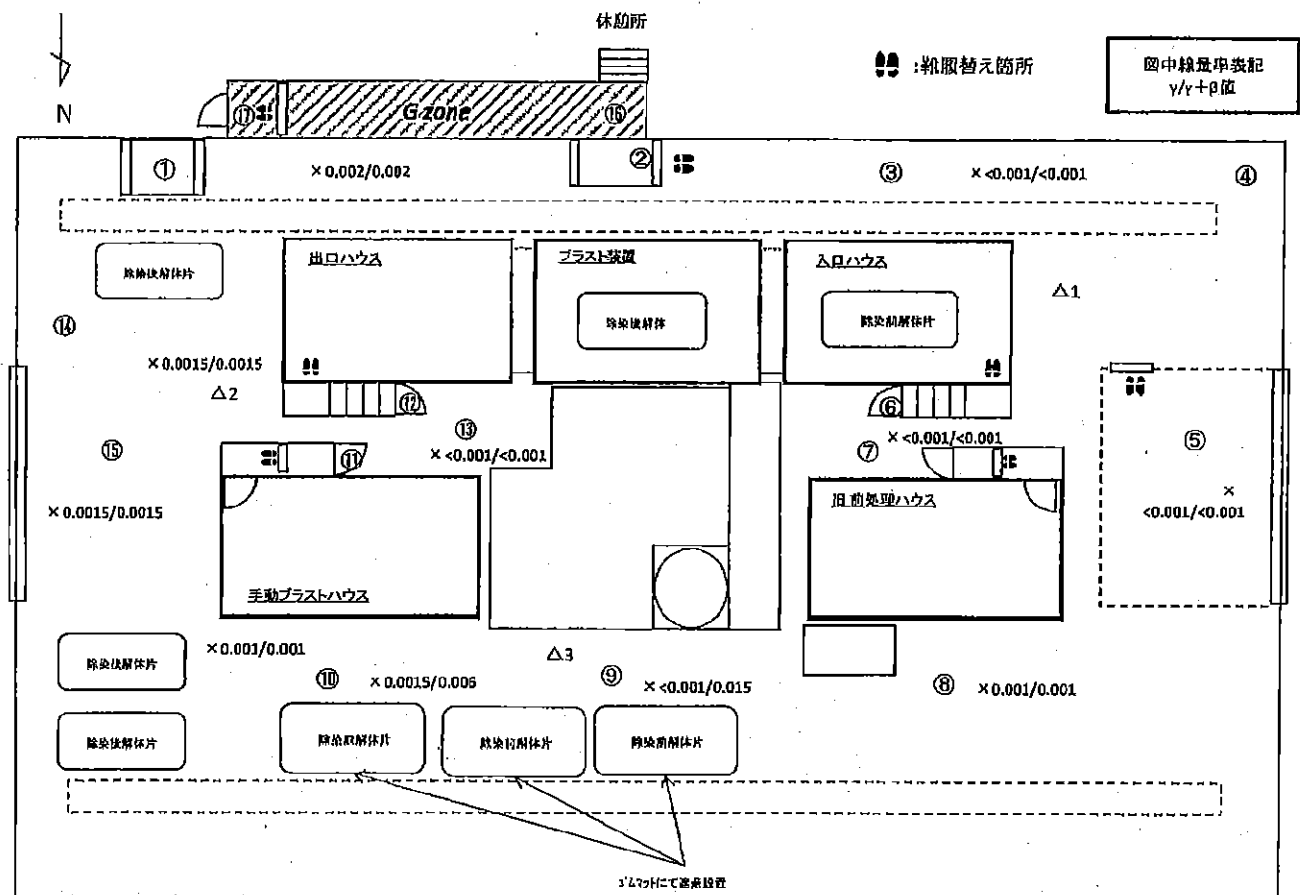 休憩所
:靴服替え箇所
図中線量率表記
γ/γ+β値
N
⑰
G zone
⑯
①
×0.002/0.002
②
③
×<0.001/<0.001
④
除染後解体片
出口ハウス
ブラスト装置
除染後解体
入口ハウス
除染前解体片
△1
⑭
×0.0015/0.0015
△2
⑫
⑬
×<0.001/<0.001
⑥
×<0.001/<0.001
⑦
⑤
×
<0.001/<0.001
⑮
×0.0015/0.0015
⑪
手動ブラストハウス
旧前処理ハウス
除染後解体片
×0.001/0.001
△3
⑩
×0.0015/0.006
⑨
×<0.001/0.015
⑧
×0.001/0.001
除染後解体片
除染前解体片
除染前解体片
除染前解体片
ゴムマットにて遮蔽設置